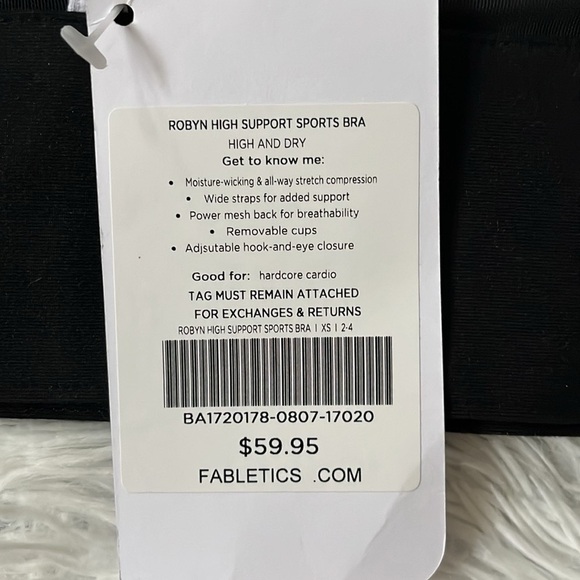 ROBYN HIGH SUPPORT SPORTS BRA
HIGH AND DRY
Get to know me:
• Moisture-wicking & all-way stretch compression
• Wide straps for added support
• Power mesh back for breathability
• Removable cups
• Adjsutable hook-and-eye closure
Good for: hardcore cardio
TAG MUST REMAIN ATTACHED
FOR EXCHANGES & RETURNS
ROBYN HIGH SUPPORT SPORTS BRA | XS | 2-4
BA1720178-0807-17020
$59.95
FABLETICS .COM